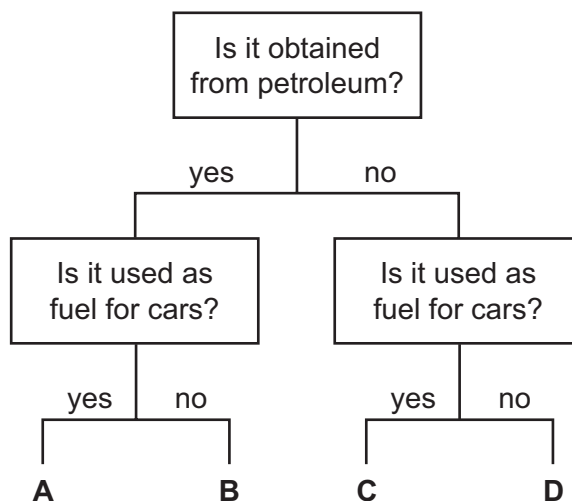 Is it obtained
from petroleum?
yes
no
Is it used as
fuel for cars?
Is it used as
fuel for cars?
yes
no
yes
no
A
B
C
D